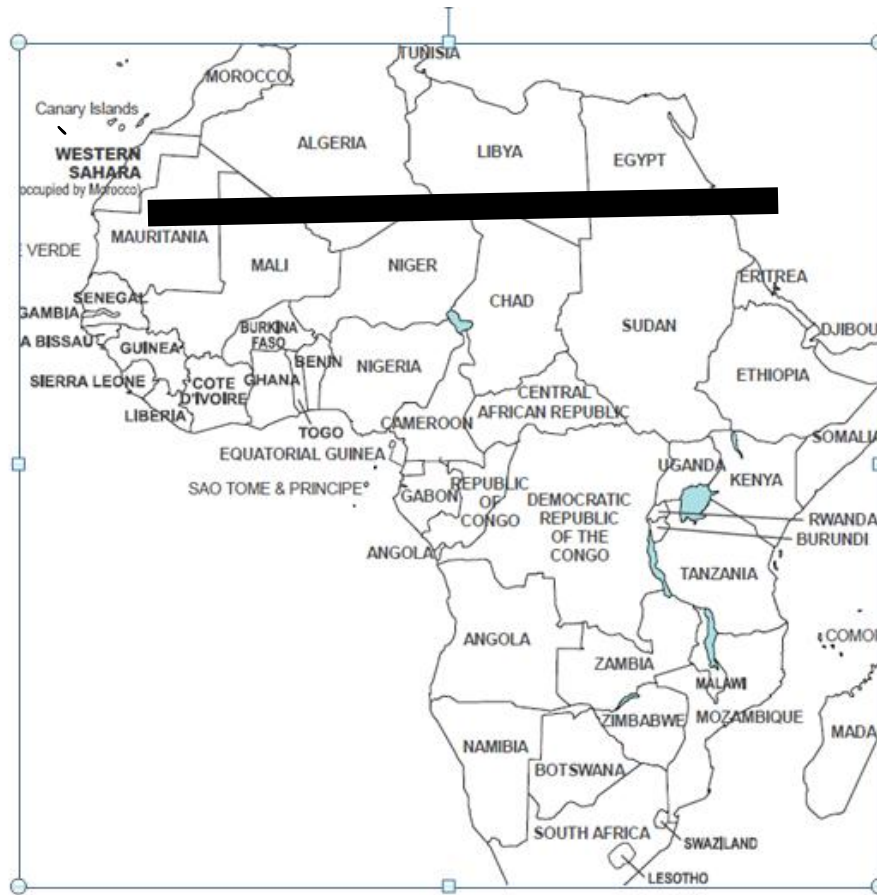 TUNISIA
MOROCCO
Canary Islands
ALGERIA
LIBYA
EGYPT
WESTERN
SAHARA
occupied by Morocco)
MAURITANIA
E VERDE
MALI
NIGER
CHAD
SUDAN
ERITREA
SENEGAL
GAMBIA
BURKINA
FASO
DJIBOU
A BISSAU
GUINEA
BENIN
NIGERIA
ETHIOPIA
SIERRA LEONE
COTE
D'IVOIRE
GHANA
CENTRAL
AFRICAN REPUBLIC
LIBERIA
TOGO
CAMEROON
SOMALIA
EQUATORIAL GUINEA
UGANDA
KENYA
SAO TOME & PRINCIPE
GABON
REPUBLIC
OF
CONGO
DEMOCRATIC
REPUBLIC
OF THE
CONGO
RWANDA
BURUNDI
ANGOLA
TANZANIA
ANGOLA
COMOR
ZAMBIA
MALAWI
ZIMBABWE
MOZAMBIQUE
MADA
NAMIBIA
BOTSWANA
SOUTH AFRICA
SWAZILAND
LESOTHO